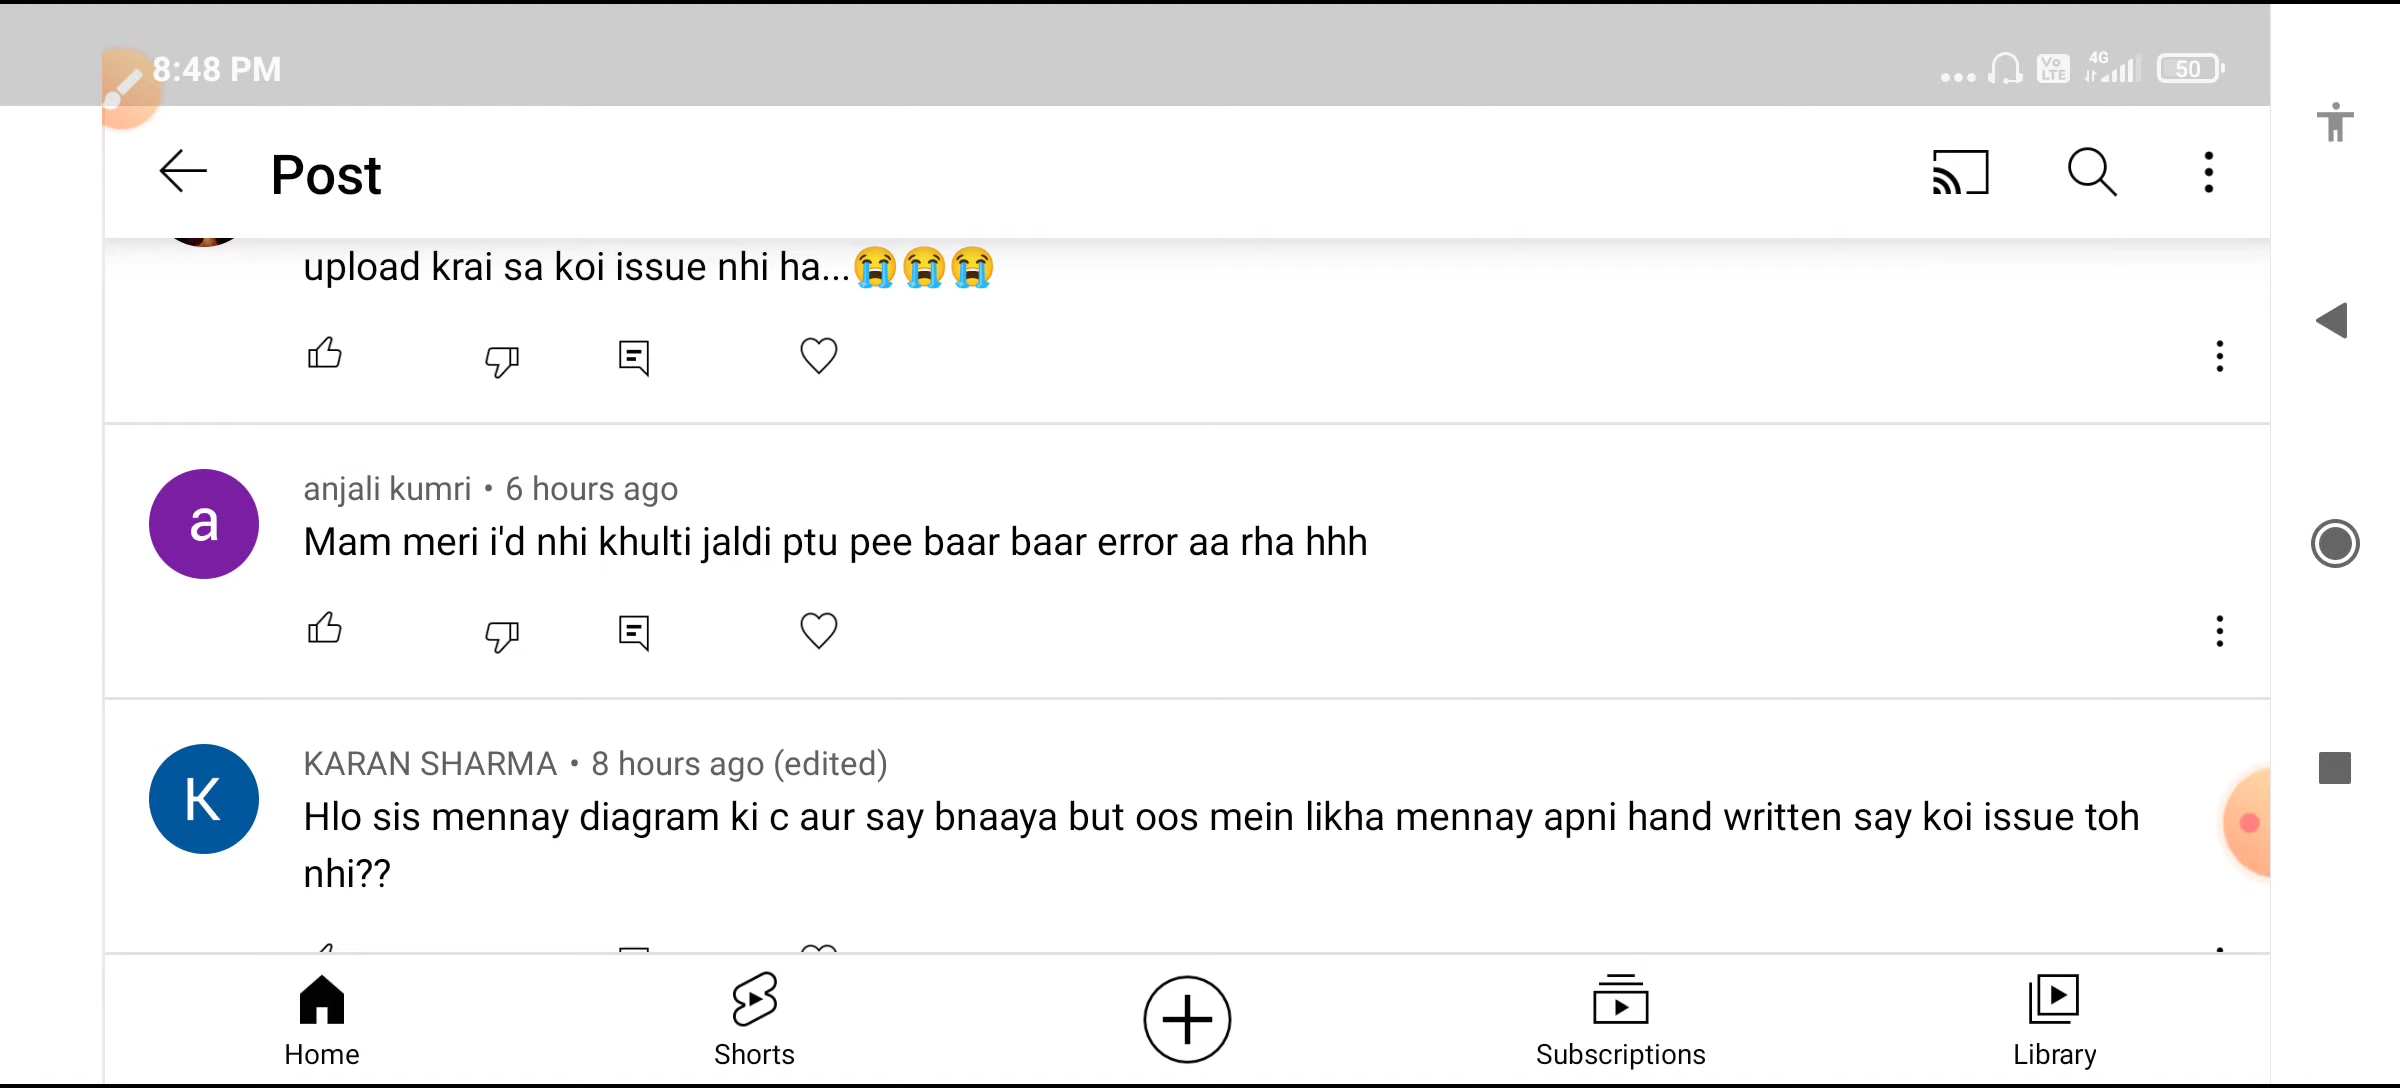 8:48 PM
Vo LTE 4G 50
Post
upload krai sa koi issue nhi ha...😭😭😭
a
anjali kumri • 6 hours ago
Mam meri i'd nhi khulti jaldi ptu pee baar baar error aa rha hhh
K
KARAN SHARMA • 8 hours ago (edited)
Hlo sis mennay diagram ki c aur say bnaaya but oos mein likha mennay apni hand written say koi issue toh
nhi??
Home Shorts Subscriptions Library